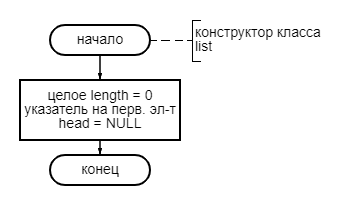 начало
конструктор класса
list
целое length = 0
указатель на перв. эл-т
head = NULL
конец